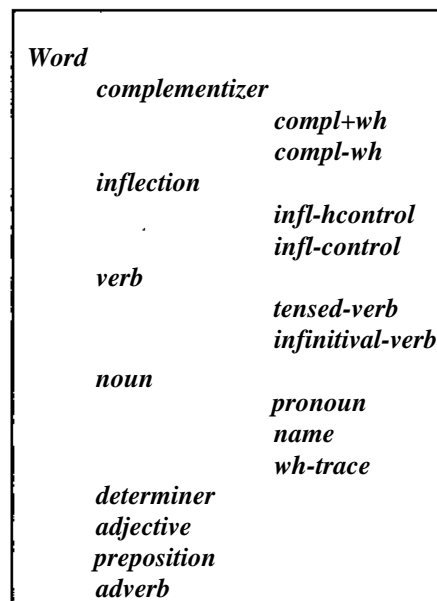 Word
complementizer
compl+wh
compl-wh
inflection
infl-hcontrol
infl-control
verb
tensed-verb
infinitival-verb
noun
pronoun
name
wh-trace
determiner
adjective
preposition
adverb